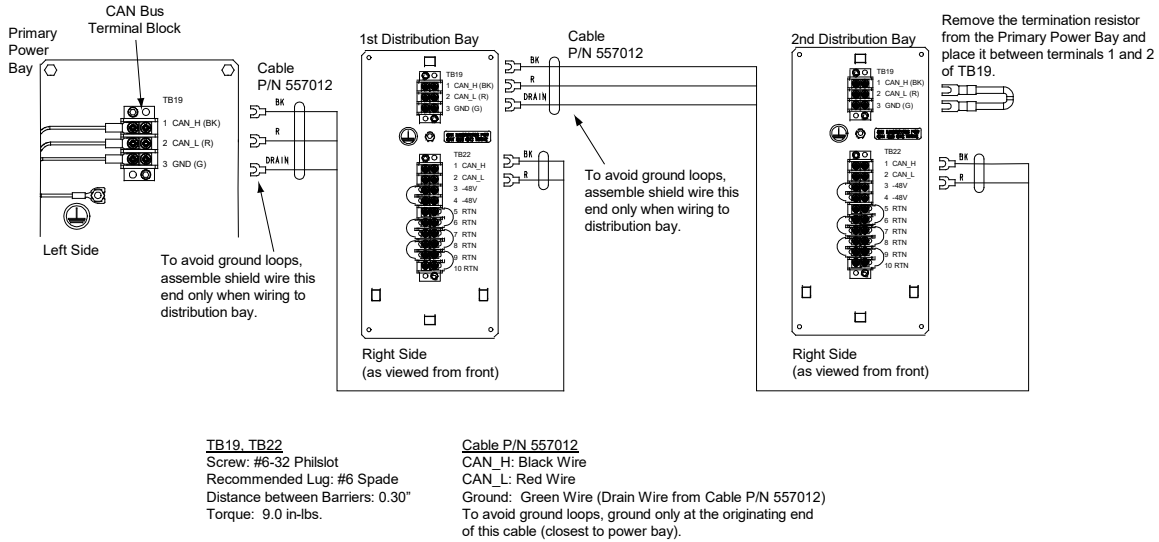 CAN Bus
Terminal Block
Primary
Power
Bay
TB19
1 CAN_H (BK)
2 CAN_L (R)
3 GND (G)
Left Side
Cable
P/N 557012
BK
R
DRAIN
To avoid ground loops,
assemble shield wire this
end only when wiring to
distribution bay.
1st Distribution Bay
TB19
1 CAN_H (BK)
2 CAN_L (R)
3 GND (G)
TB22
1 CAN_H
2 CAN_L
3 -48V
4 -48V
5 RTN
6 RTN
7 RTN
8 RTN
9 RTN
10 RTN
Right Side
(as viewed from front)
BK
R
DRAIN
BK
R
Cable
P/N 557012
To avoid ground loops,
assemble shield wire this
end only when wiring to
distribution bay.
2nd Distribution Bay
TB19
1 CAN_H (BK)
2 CAN_L (R)
3 GND (G)
TB22
1 CAN_H
2 CAN_L
3 -48V
4 -48V
5 RTN
6 RTN
7 RTN
8 RTN
9 RTN
10 RTN
Right Side
(as viewed from front)
BK
R
Remove the termination resistor
from the Primary Power Bay and
place it between terminals 1 and 2
of TB19.
TB19, TB22
Screw: #6-32 Philslot
Recommended Lug: #6 Spade
Distance between Barriers: 0.30”
Torque: 9.0 in-lbs.
Cable P/N 557012
CAN_H: Black Wire
CAN_L: Red Wire
Ground: Green Wire (Drain Wire from Cable P/N 557012)
To avoid ground loops, ground only at the originating end
of this cable (closest to power bay).